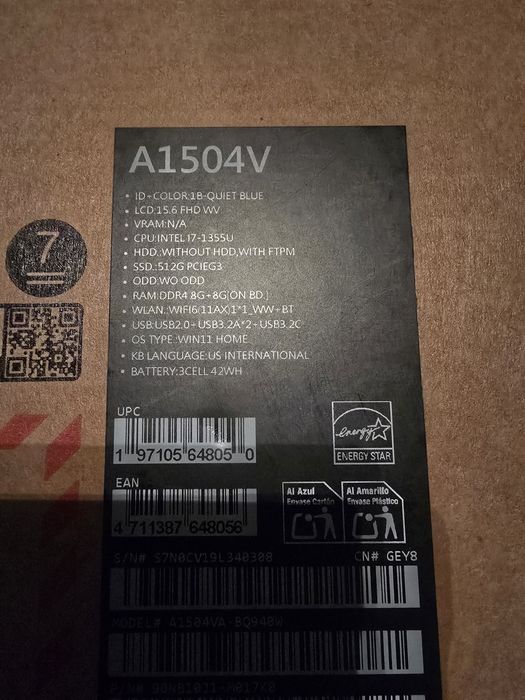 A1504V
• ID+COLOR:1B-QUIET BLUE
• LCD:15.6 FHD WV
• VRAM:N/A
• CPU:INTEL I7-1355U
• HDD.:WITHOUT HDD,WITH FTPM
• SSD.:512G PCIEG3
• ODD:WO ODD
• RAM:DDR4 8G+8G[ON BD.]
• WLAN.:WIFI6(11AX)1*1_WW+BT
• USB:USB2.0+USB3.2A*2+USB3.2C
• OS TYPE:WIN11 HOME
• KB LANGUAGE:US INTERNATIONAL
• BATTERY:3CELL 42WH
7
UPC
1 97105 64805 0
energy
ENERGY STAR
EAN
4 711387 648056
Al Azul
Envase Cartón
Al Amarillo
Envase Plástico
S/N# S7N0CV19L340308
CN# GEY8
MODEL# A1504VA-BQ940W
P/N# 90NB10J1-M017K0